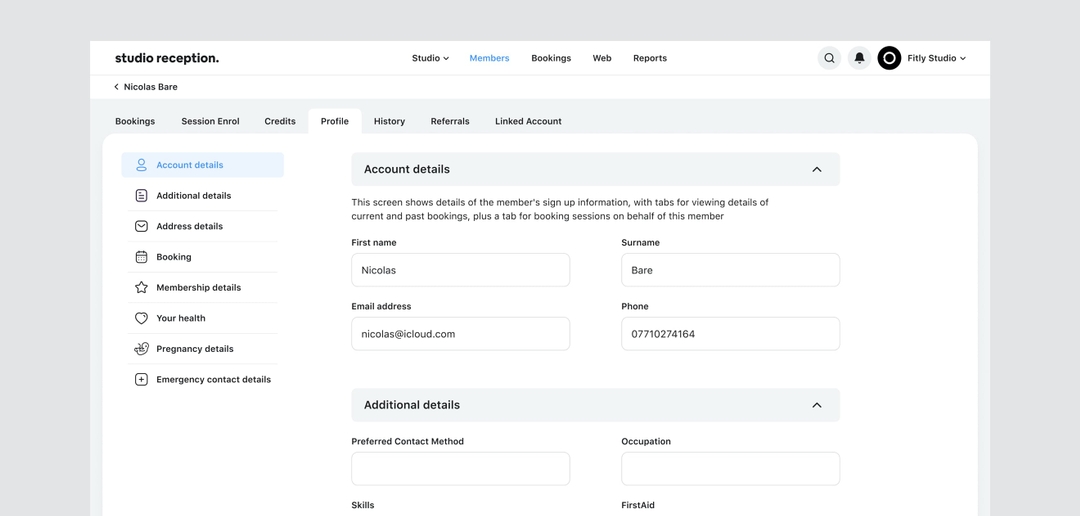 studio reception.
Studio Members Bookings Web Reports
Fitly Studio
Nicolas Bare
Bookings Session Enrol Credits Profile History Referrals Linked Account
Account details
Additional details
Address details
Booking
Membership details
Your health
Pregnancy details
Emergency contact details
Account details
This screen shows details of the member's sign up information, with tabs for viewing details of
current and past bookings, plus a tab for booking sessions on behalf of this member
First name Surname
Nicolas Bare
Email address Phone
nicolas@icloud.com 07710274164
Additional details
Preferred Contact Method Occupation
Skills FirstAid